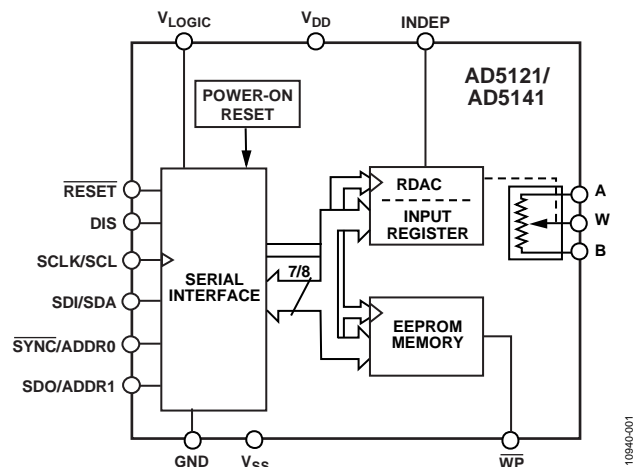 VLOGIC
VDD
INDEP
AD5121/
AD5141
POWER-ON
RESET
RESET
DIS
SCLK/SCL
SDI/SDA
SYNC/ADDR0
SDO/ADDR1
SERIAL
INTERFACE
7/8
RDAC
INPUT
REGISTER
EEPROM
MEMORY
A
W
B
GND
VSS
WP
10940-001